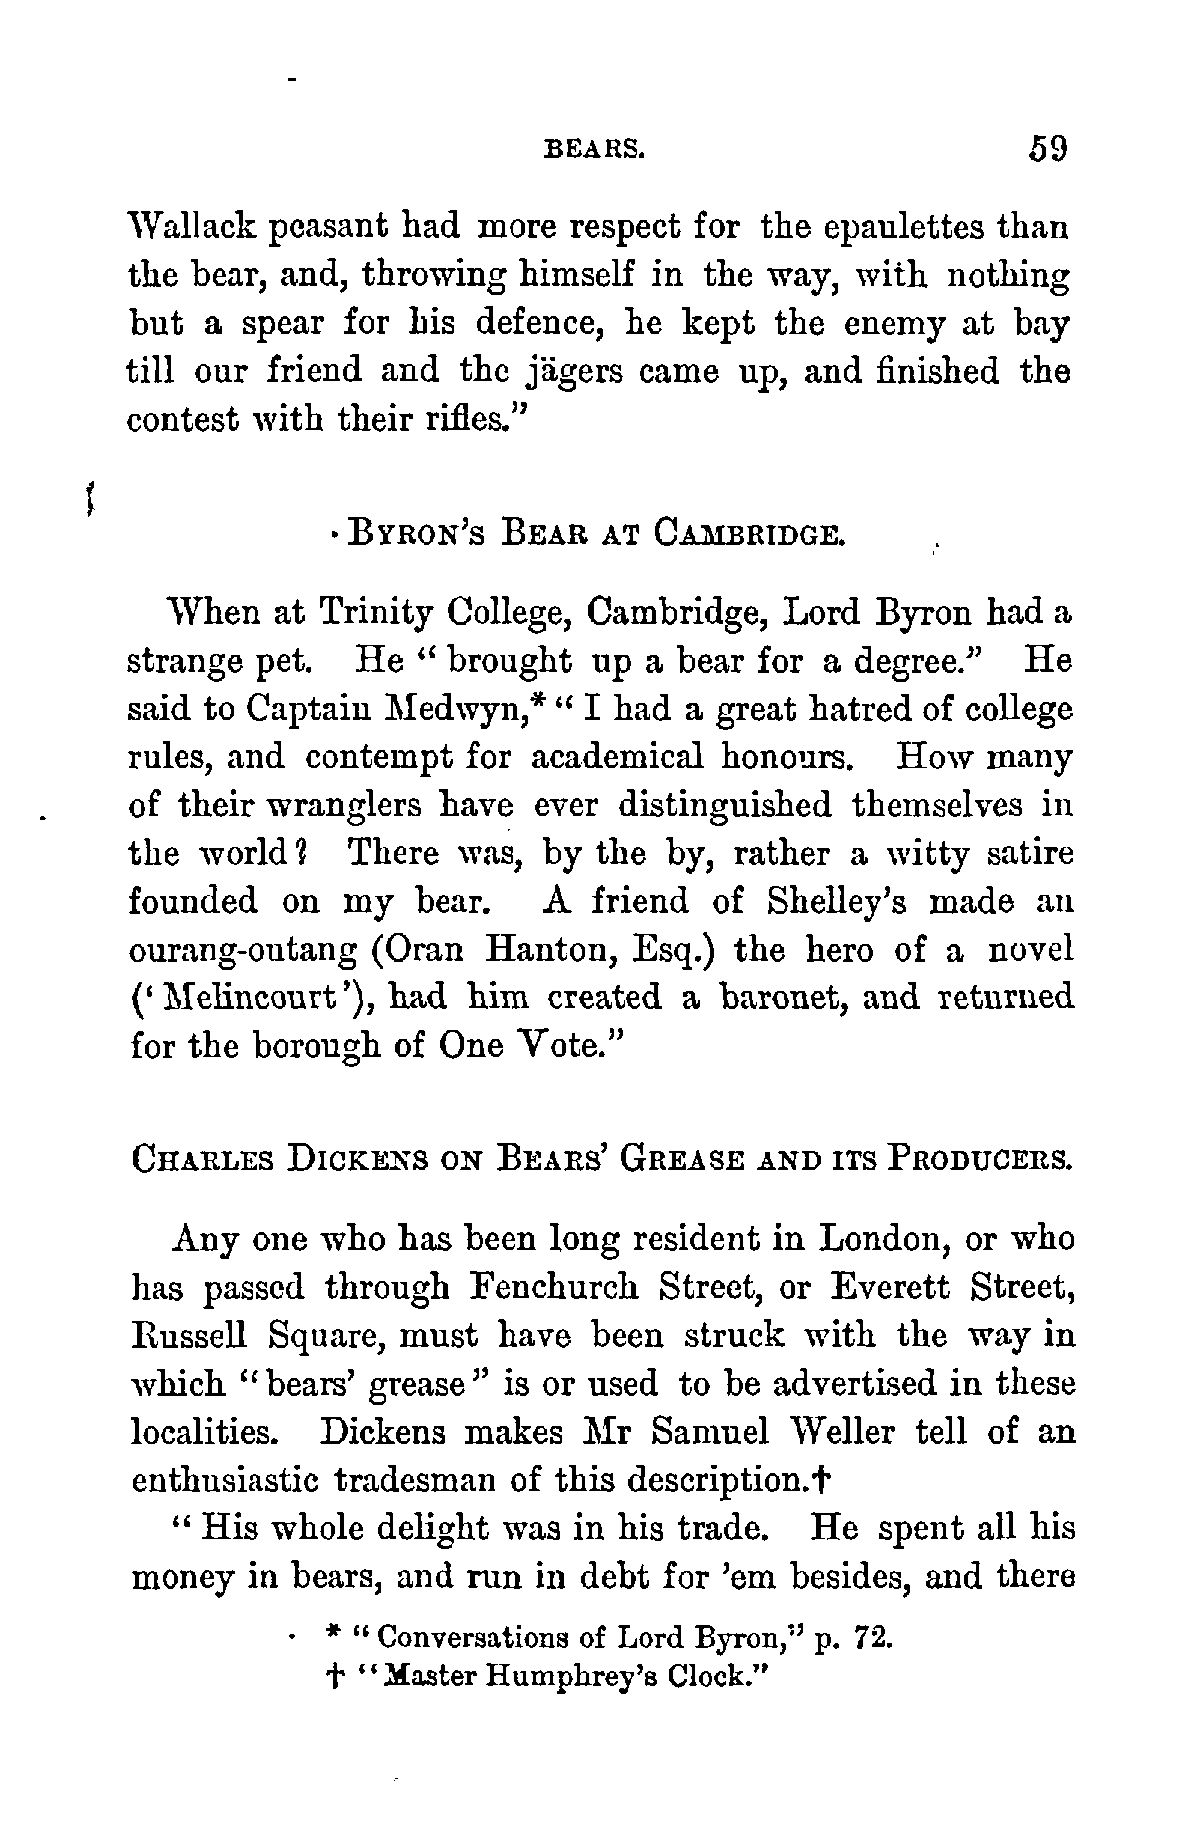 BEARS. 59
Wallack peasant had more respect for the epaulettes than
the bear, and, throwing himself in the way, with nothing
but a spear for his defence, he kept the enemy at bay
till our friend and the jägers came up, and finished the
contest with their rifles.”
BYRON’S BEAR AT CAMBRIDGE.
When at Trinity College, Cambridge, Lord Byron had a
strange pet. He “ brought up a bear for a degree.” He
said to Captain Medwyn,* “ I had a great hatred of college
rules, and contempt for academical honours. How many
of their wranglers have ever distinguished themselves in
the world? There was, by the by, rather a witty satire
founded on my bear. A friend of Shelley’s made an
ourang-outang (Oran Hanton, Esq.) the hero of a novel
(‘ Melincourt’), had him created a baronet, and returned
for the borough of One Vote.”
CHARLES DICKENS ON BEARS’ GREASE AND ITS PRODUCERS.
Any one who has been long resident in London, or who
has passed through Fenchurch Street, or Everett Street,
Russell Square, must have been struck with the way in
which “bears’ grease” is or used to be advertised in these
localities. Dickens makes Mr Samuel Weller tell of an
enthusiastic tradesman of this description.†
“ His whole delight was in his trade. He spent all his
money in bears, and run in debt for ’em besides, and there
* “ Conversations of Lord Byron,” p. 72.
† “Master Humphrey’s Clock.”